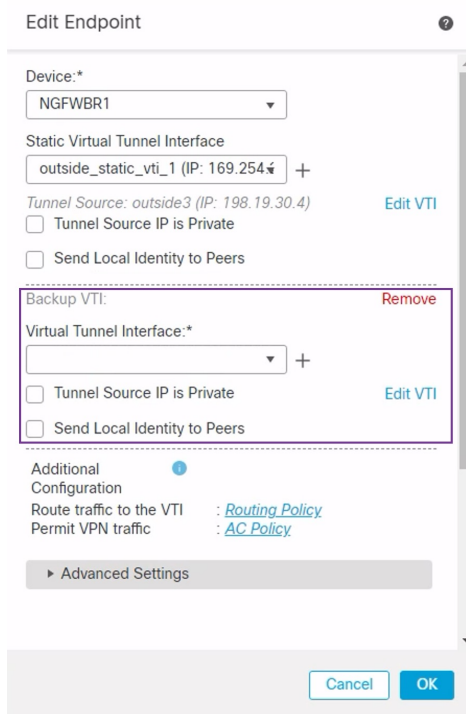 Edit Endpoint
?
Device:*
NGFWBR1
Static Virtual Tunnel Interface
outside_static_vti_1 (IP: 169.254.
Tunnel Source: outside3 (IP: 198.19.30.4) Edit VTI
Tunnel Source IP is Private
Send Local Identity to Peers
Backup VTI: Remove
Virtual Tunnel Interface:*
Tunnel Source IP is Private Edit VTI
Send Local Identity to Peers
Additional
Configuration
Route traffic to the VTI : Routing Policy
Permit VPN traffic : AC Policy
Advanced Settings
Cancel OK